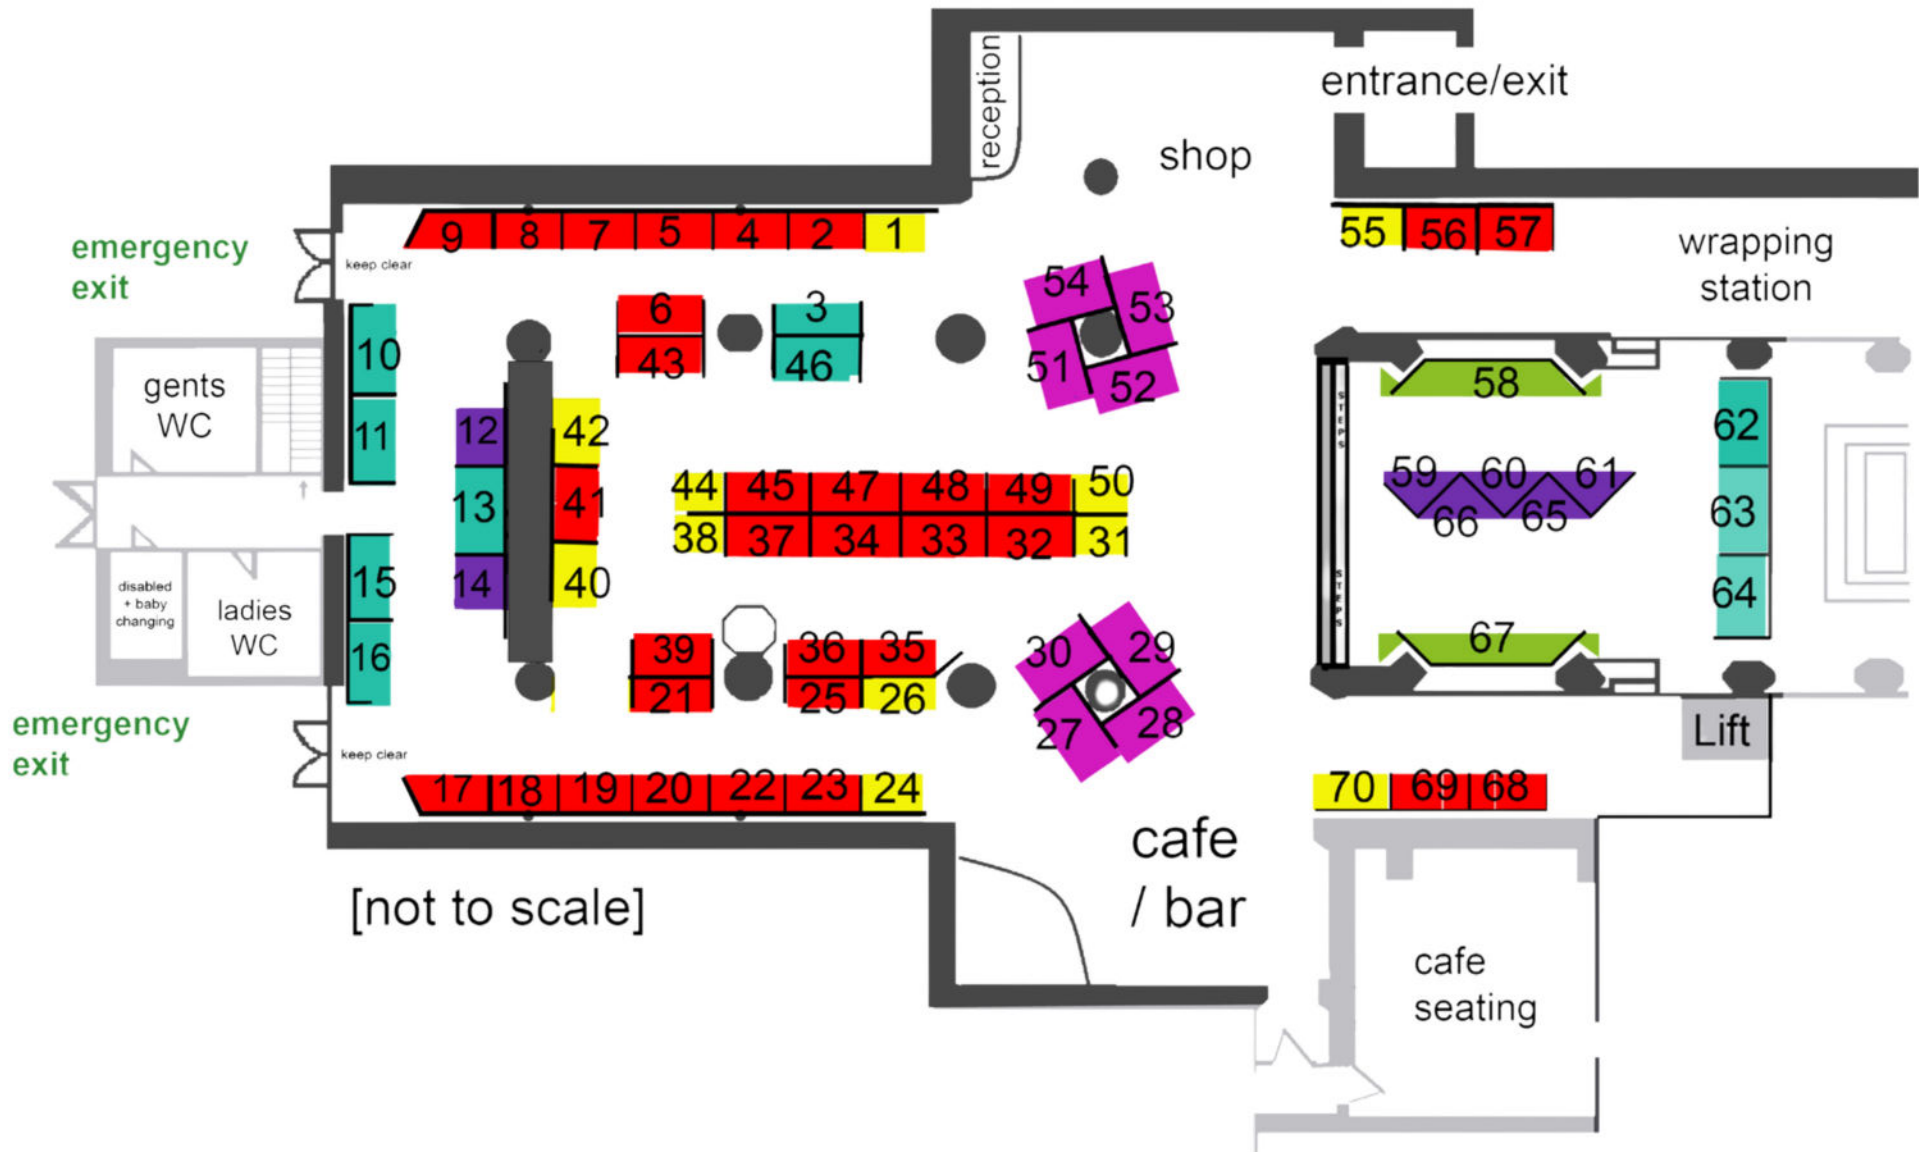 reception
entrance/exit
shop
emergency
exit
keep clear
9 8 7 5 4 2 1
55 56 57
wrapping
station
54
53
51
52
6
43
3
46
10
11
gents
WC
12
13
14
42
41
40
44 45 47 48 49 50
38 37 34 33 32 31
STEPS
STEPS
58
59 60 61
66 65
67
62
63
64
15
16
disabled
+ baby
changing
ladies
WC
39
21
36 35
25 26
30
29
27
28
Lift
emergency
exit
keep clear
17 18 19 20 22 23 24
70 69 68
cafe
/ bar
[not to scale]
cafe
seating